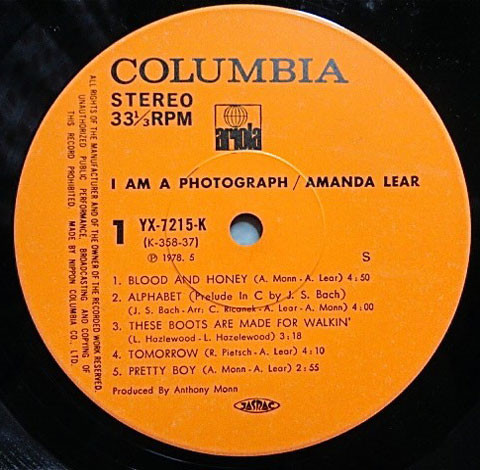 COLUMBIA
STEREO
33 1/3 RPM
ariola
I AM A PHOTOGRAPH / AMANDA LEAR
1 YX-7215-K
(K-358-37)
℗ 1978. 5 S
1. BLOOD AND HONEY (A. Monn-A. Lear) 4:50
2. ALPHABET (Prelude In C by J. S. Bach)
(J. S. Bach-Arr: C. Ricanek-A. Lear) 4:00
3. THESE BOOTS ARE MADE FOR WALKIN'
(L. Hazlewood-L. Hazelewood) 3:18
4. TOMORROW (R. Pietsch-A. Lear) 4:10
5. PRETTY BOY (A. Monn-A. Lear) 2:55
Produced By Anthony Monn
JASRAC
ALL RIGHTS OF THE MANUFACTURER AND OF THE OWNER OF THE RECORDED WORK RESERVED.
UNAUTHORIZED PUBLIC PERFORMANCE, BROADCASTING AND COPYING OF
THIS RECORD PROHIBITED. MADE BY NIPPON COLUMBIA CO., LTD.